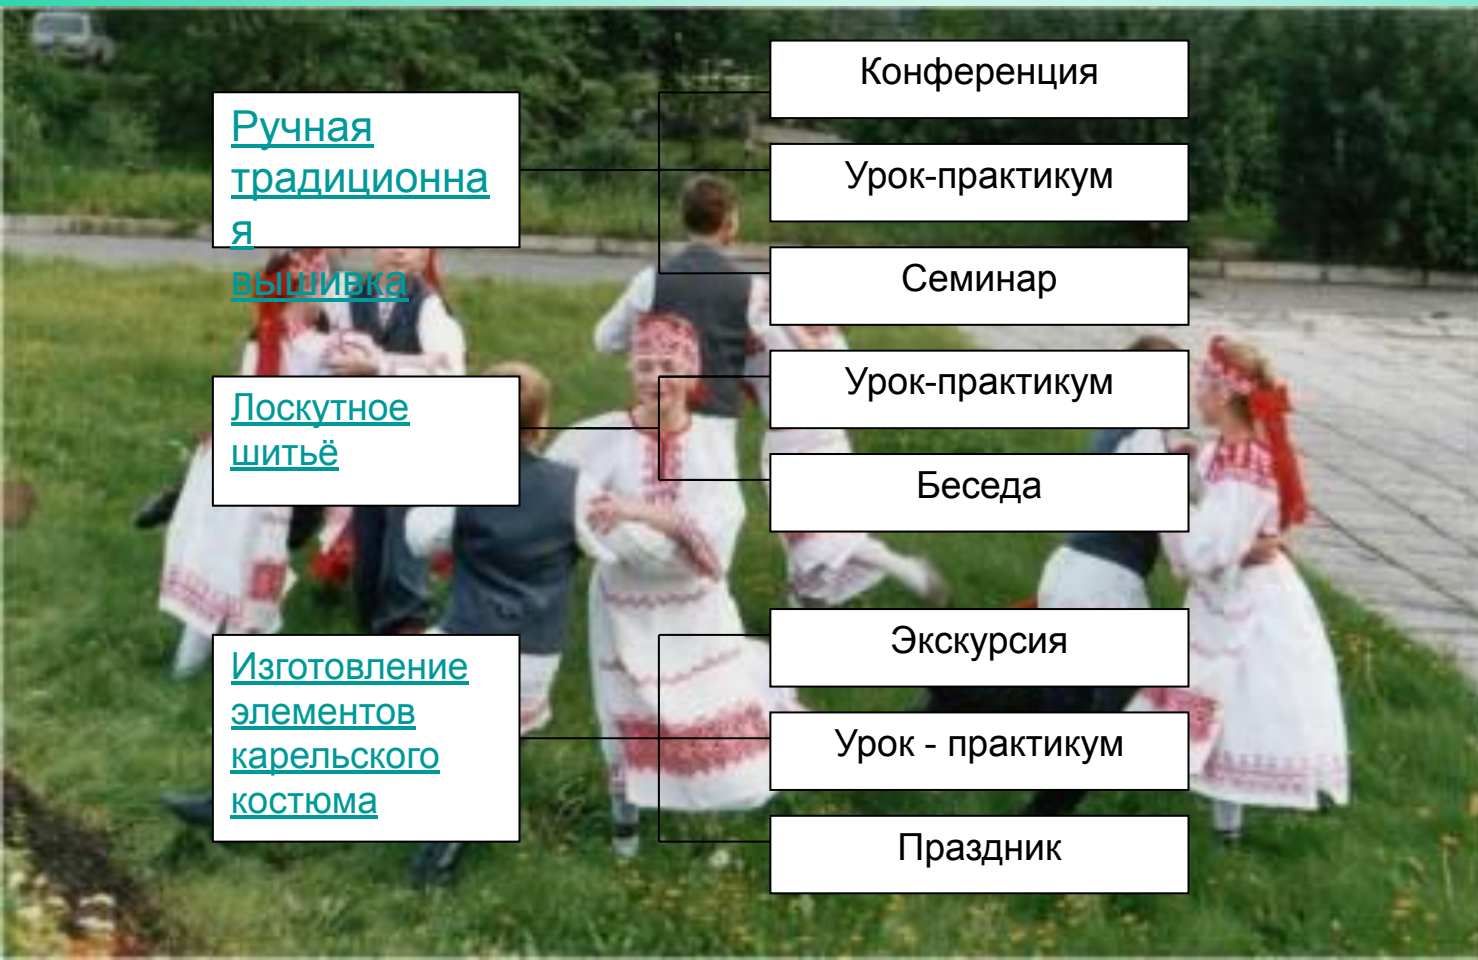 Ручная
традиционна
я
вышивка
Конференция
Урок-практикум
Семинар
Лоскутное
шитьё
Урок-практикум
Беседа
Изготовление
элементов
карельского
костюма
Экскурсия
Урок - практикум
Праздник